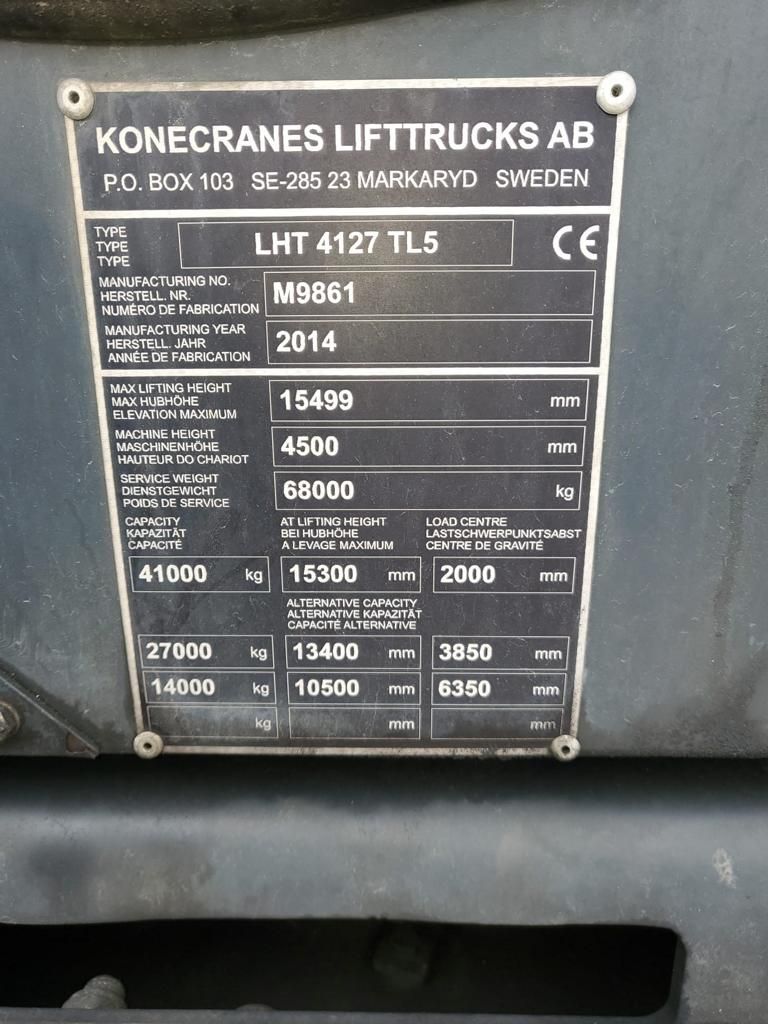 KONECRANES LIFTTRUCKS AB
P.O. BOX 103 SE-285 23 MARKARYD SWEDEN
TYPE
TYPE
TYPE
LHT 4127 TL5
CE
MANUFACTURING NO.
HERSTELL. NR.
NUMÉRO DE FABRICATION
M9861
MANUFACTURING YEAR
HERSTELL. JAHR
ANNÉE DE FABRICATION
2014
MAX LIFTING HEIGHT
MAX HUBHÖHE
ELEVATION MAXIMUM
15499 mm
MACHINE HEIGHT
MASCHINENHÖHE
HAUTEUR DO CHARIOT
4500 mm
SERVICE WEIGHT
DIENSTGEWICHT
POIDS DE SERVICE
68000 kg
CAPACITY
KAPAZITÄT
CAPACITÉ
AT LIFTING HEIGHT
BEI HUBHÖHE
A LEVAGE MAXIMUM
LOAD CENTRE
LASTSCHWERPUNKTSABST
CENTRE DE GRAVITÉ
41000 kg 15300 mm 2000 mm
ALTERNATIVE CAPACITY
ALTERNATIVE KAPAZITÄT
CAPACITÉ ALTERNATIVE
27000 kg 13400 mm 3850 mm
14000 kg 10500 mm 6350 mm
kg mm mm